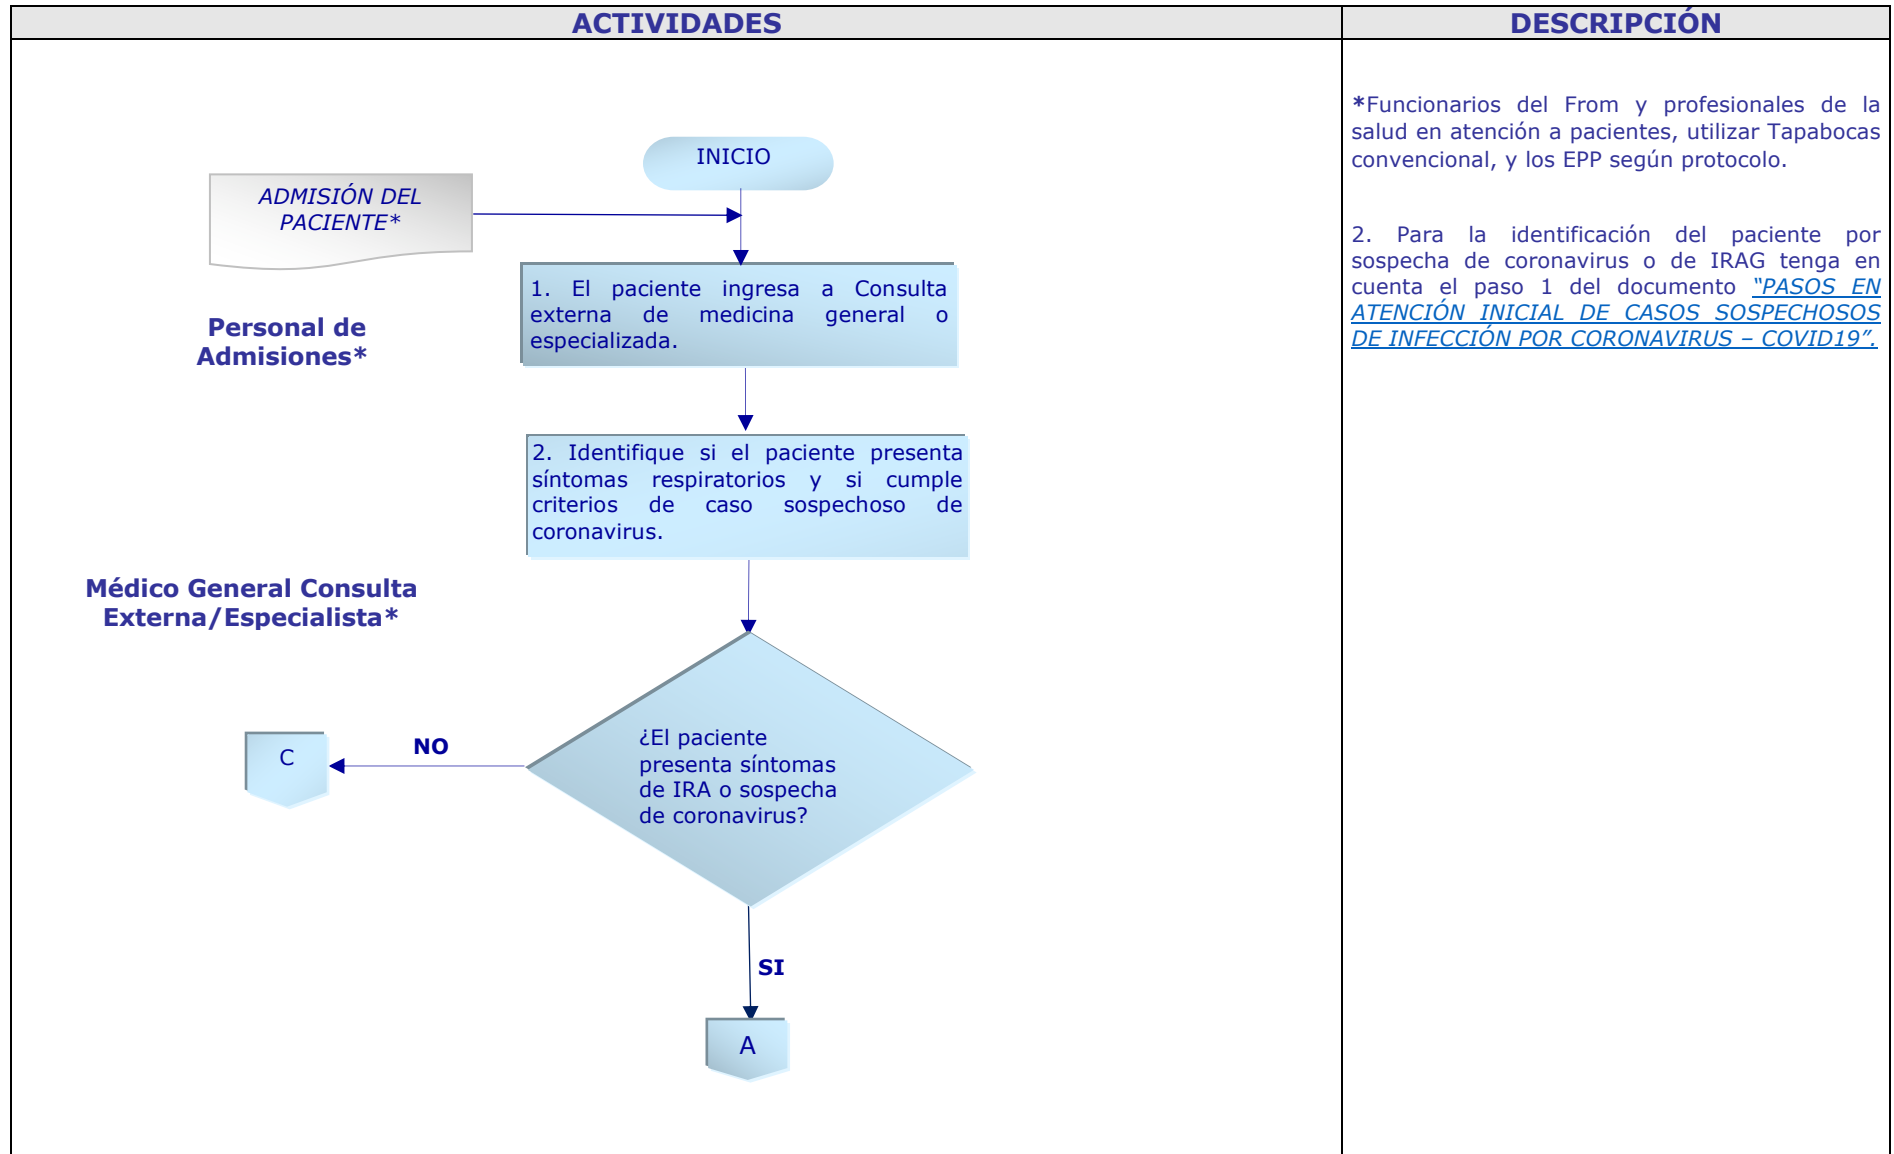 ACTIVIDADES
DESCRIPCIÓN
INICIO
ADMISIÓN DEL
PACIENTE*
1. El paciente ingresa a Consulta
externa de medicina general o
especializada.
Personal de
Admisiones*
2. Identifique si el paciente presenta
síntomas respiratorios y si cumple
criterios de caso sospechoso de
coronavirus.
Médico General Consulta
Externa/Especialista*
¿El paciente
presenta síntomas
de IRA o sospecha
de coronavirus?
NO
C
SI
A
*Funcionarios del From y profesionales de la
salud en atención a pacientes, utilizar Tapabocas
convencional, y los EPP según protocolo.
2. Para la identificación del paciente por
sospecha de coronavirus o de IRAG tenga en
cuenta el paso 1 del documento “PASOS EN
ATENCIÓN INICIAL DE CASOS SOSPECHOSOS
DE INFECCIÓN POR CORONAVIRUS – COVID19”.